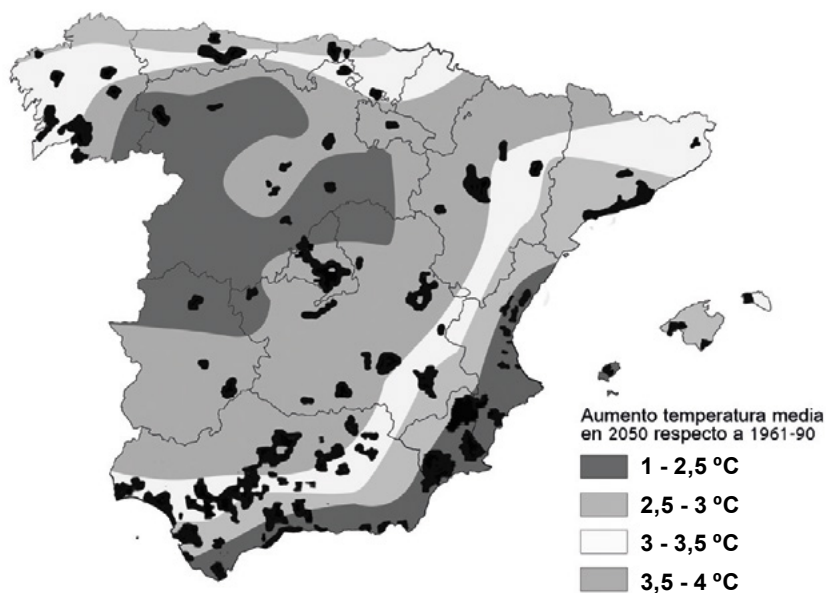 Aumento temperatura media
en 2050 respecto a 1961-90
1 - 2,5 ºC
2,5 - 3 ºC
3 - 3,5 ºC
3,5 - 4 ºC